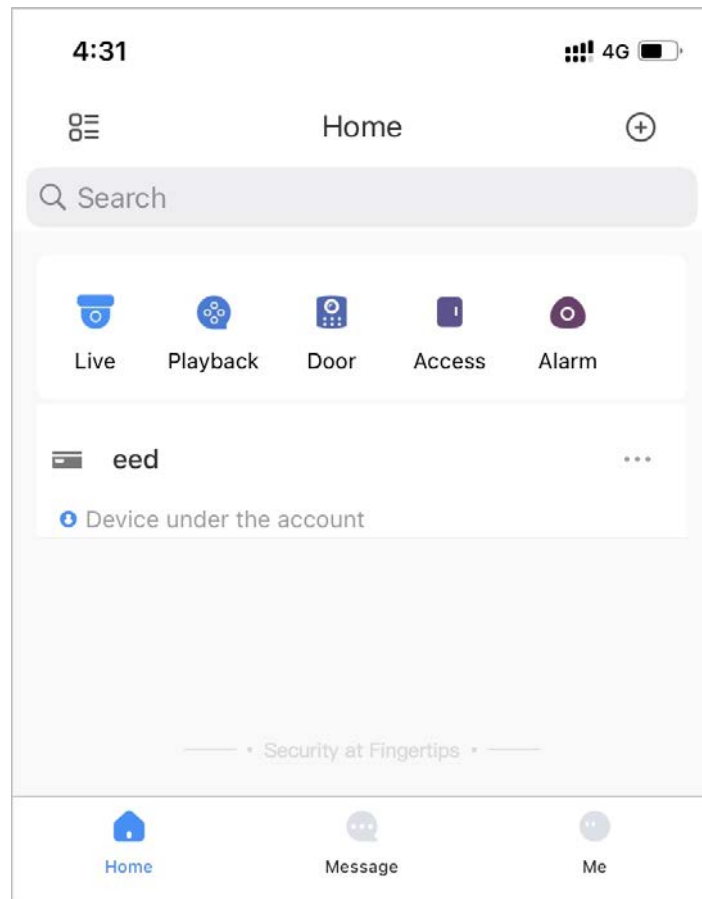 4:31
4G
Home
Search
Live Playback Door Access Alarm
eed
Device under the account
Security at Fingertips
Home Message Me